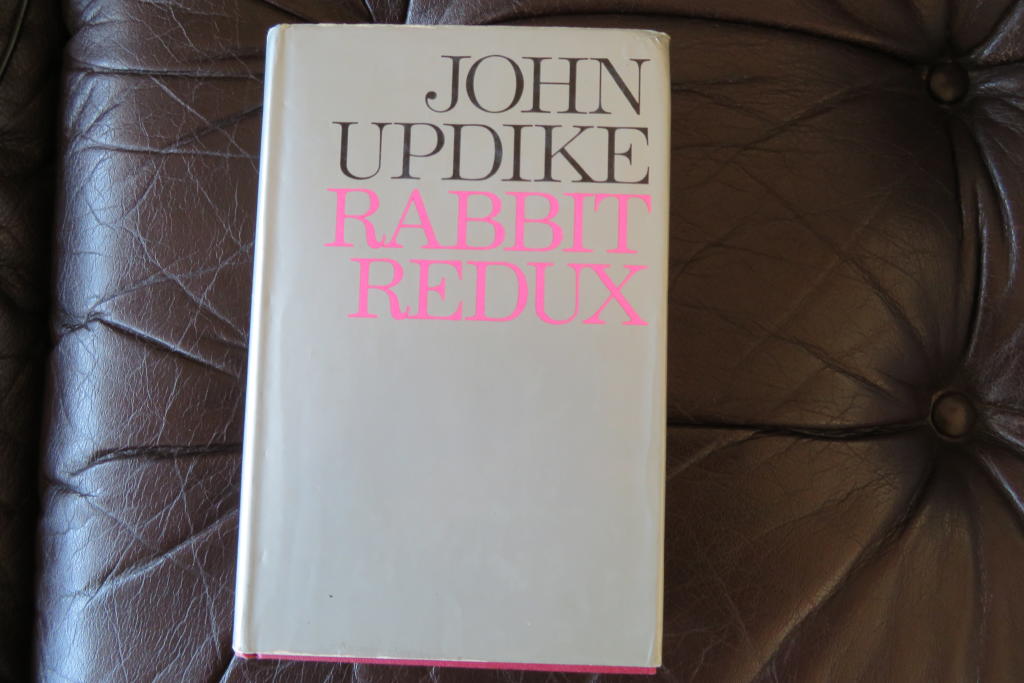 JOHN
UPDIKE
RABBIT
REDUX